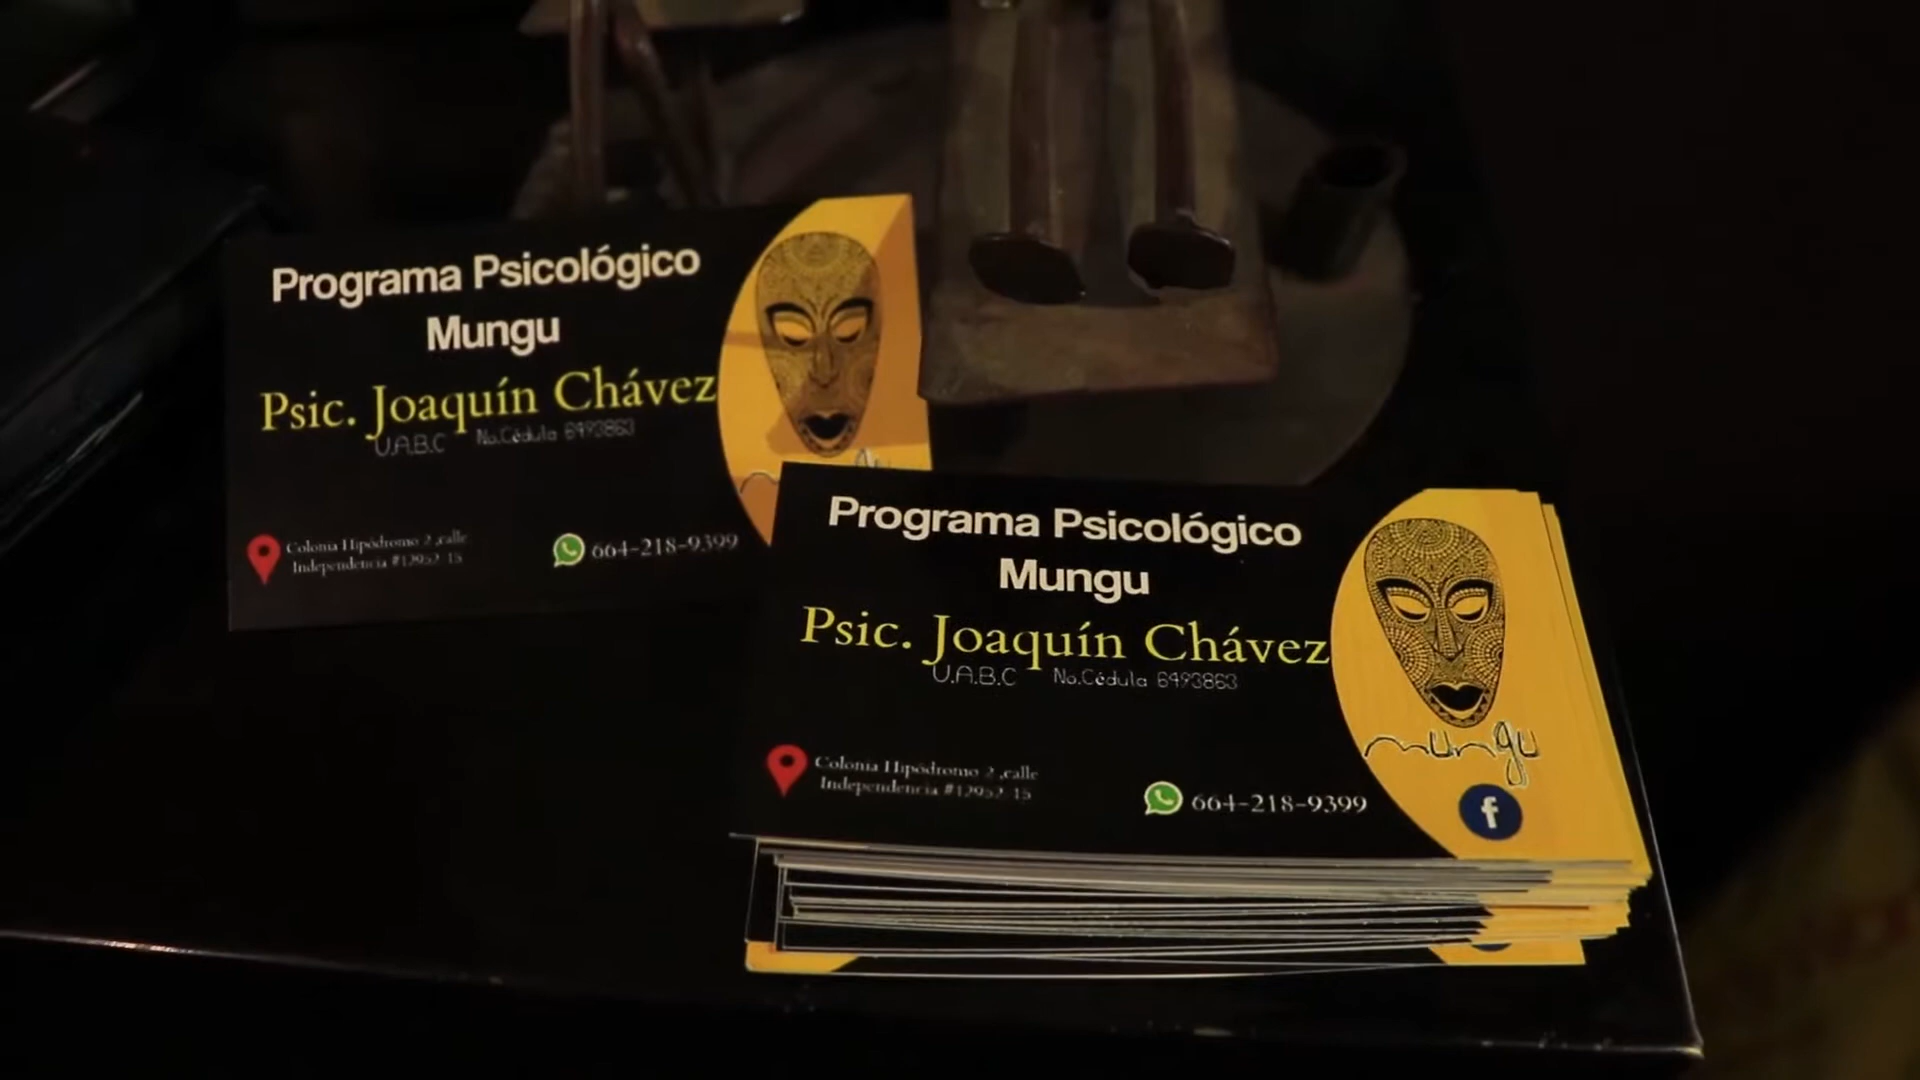 Programa Psicológico
Mungu
Psic. Joaquín Chávez
U.A.B.C No.Cédula 6493863
Colonia Hipódromo 2 ,calle
Independencia #12952-15
664-218-9399
Programa Psicológico
Mungu
Psic. Joaquín Chávez
U.A.B.C No.Cédula 6493863
mungu
Colonia Hipódromo 2 ,calle
Independencia #12952-15
664-218-9399
f